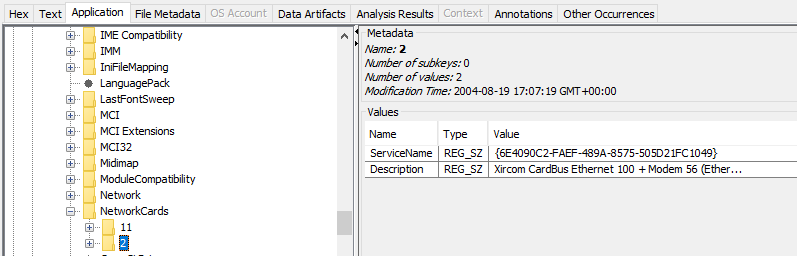 Hex Text Application File Metadata OS Account Data Artifacts Analysis Results Context Annotations Other Occurrences
IME Compatibility
IMM
IniFileMapping
LanguagePack
LastFontSweep
MCI
MCI Extensions
MCI32
Midimap
ModuleCompatibility
Network
NetworkCards
11
2
Metadata
Name: 2
Number of subkeys: 0
Number of values: 2
Modification Time: 2004-08-19 17:07:19 GMT+00:00
Values
Name Type Value
ServiceName REG_SZ {6E4090C2-FAEF-489A-8575-505D21FC1049}
Description REG_SZ Xircom CardBus Ethernet 100 + Modem 56 (Ether...